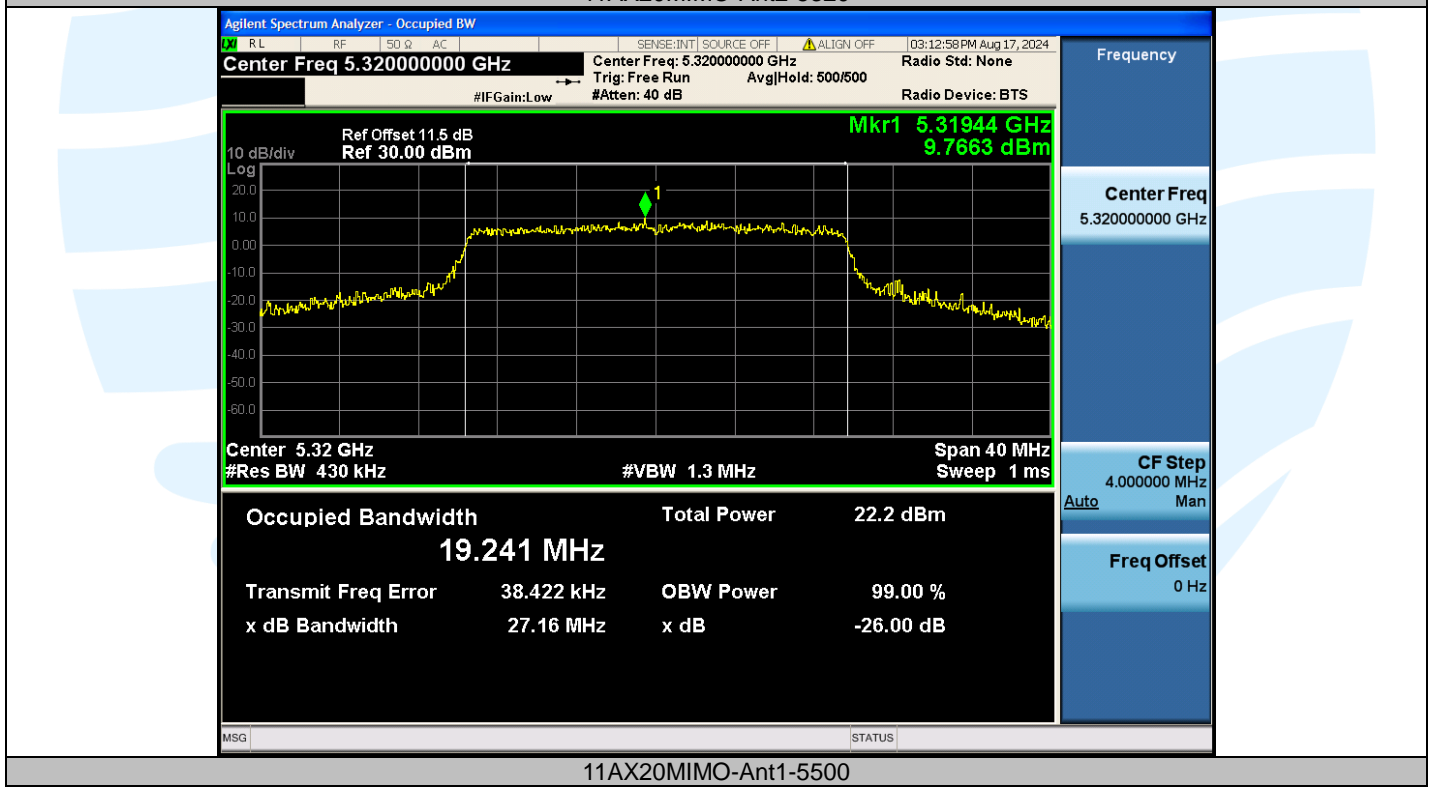 Agilent Spectrum Analyzer - Occupied BW
RL RF 50 Ω AC SENSE:INT SOURCE OFF ALIGN OFF 03:12:58 PM Aug 17, 2024
Center Freq 5.320000000 GHz
Center Freq: 5.320000000 GHz Radio Std: None
Trig: Free Run Avg|Hold: 500/500
#IFGain:Low #Atten: 40 dB Radio Device: BTS
Mkr1 5.31944 GHz
9.7663 dBm
Ref Offset 11.5 dB
10 dB/div Ref 30.00 dBm
Log
20.0
10.0
0.00
-10.0
-20.0
-30.0
-40.0
-50.0
-60.0
1
Center 5.32 GHz Span 40 MHz
#Res BW 430 kHz #VBW 1.3 MHz Sweep 1 ms
Occupied Bandwidth Total Power 22.2 dBm
19.241 MHz
Transmit Freq Error 38.422 kHz OBW Power 99.00 %
x dB Bandwidth 27.16 MHz x dB -26.00 dB
Frequency
Center Freq
5.320000000 GHz
CF Step
4.000000 MHz
Auto Man
Freq Offset
0 Hz
MSG STATUS
11AX20MIMO-Ant1-5500